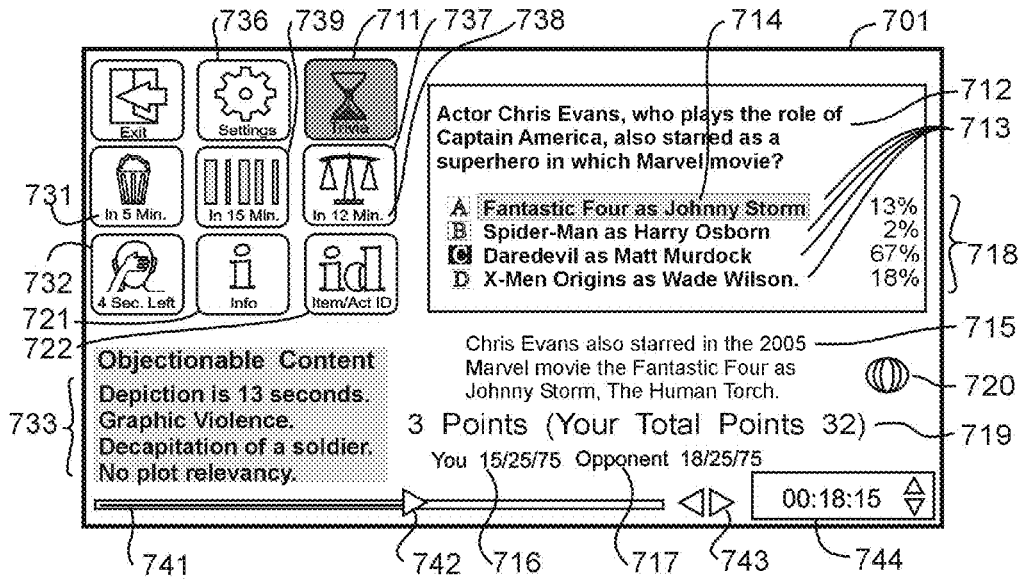 736 739 711 737 738 714 701
Exit Settings Trivia
Actor Chris Evans, who plays the role of
Captain America, also starred as a
superhero in which Marvel movie?
712
713
731
In 5 Min. In 15 Min. In 12 Min.
A Fantastic Four as Johnny Storm 13%
B Spider-Man as Harry Osborn 2%
C Daredevil as Matt Murdock 67%
D X-Men Origins as Wade Wilson. 18%
718
732
4 Sec. Left i Info id Item/Act ID
721
722
Chris Evans also starred in the 2005
Marvel movie the Fantastic Four as
Johnny Storm, The Human Torch.
715
720
Objectionable Content
Depiction is 13 seconds.
Graphic Violence.
Decapitation of a soldier.
No plot relevancy.
733
3 Points (Your Total Points 32)
719
You 15/25/75 Opponent 18/25/75
00:18:15
741 742 716 717 743 744